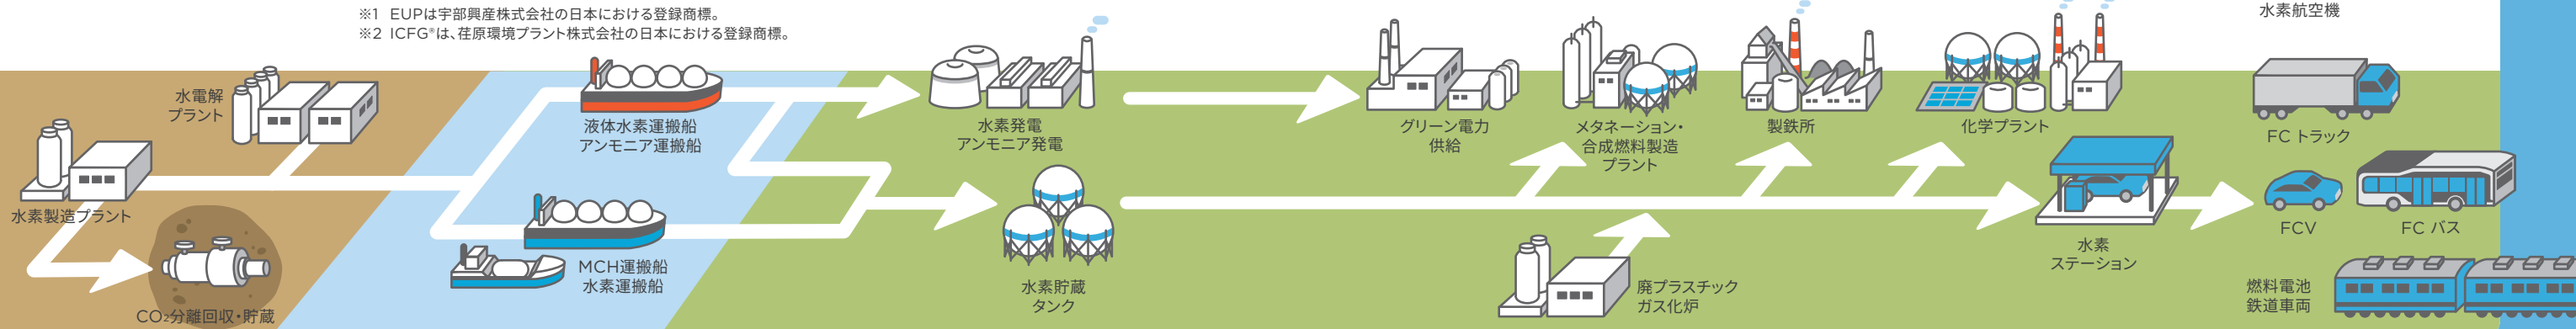 ※1 EUPは宇部興産株式会社の日本における登録商標。
※2 ICFG®は、荏原環境プラント株式会社の日本における登録商標。
水素航空機
水電解
プラント
水素製造プラント
CO₂分離回収・貯蔵
液体水素運搬船
アンモニア運搬船
MCH運搬船
水素運搬船
水素発電
アンモニア発電
水素貯蔵
タンク
グリーン電力
供給
メタネーション・
合成燃料製造
プラント
製鉄所
化学プラント
廃プラスチック
ガス化炉
水素
ステーション
FC トラック
FCV
FC バス
燃料電池
鉄道車両